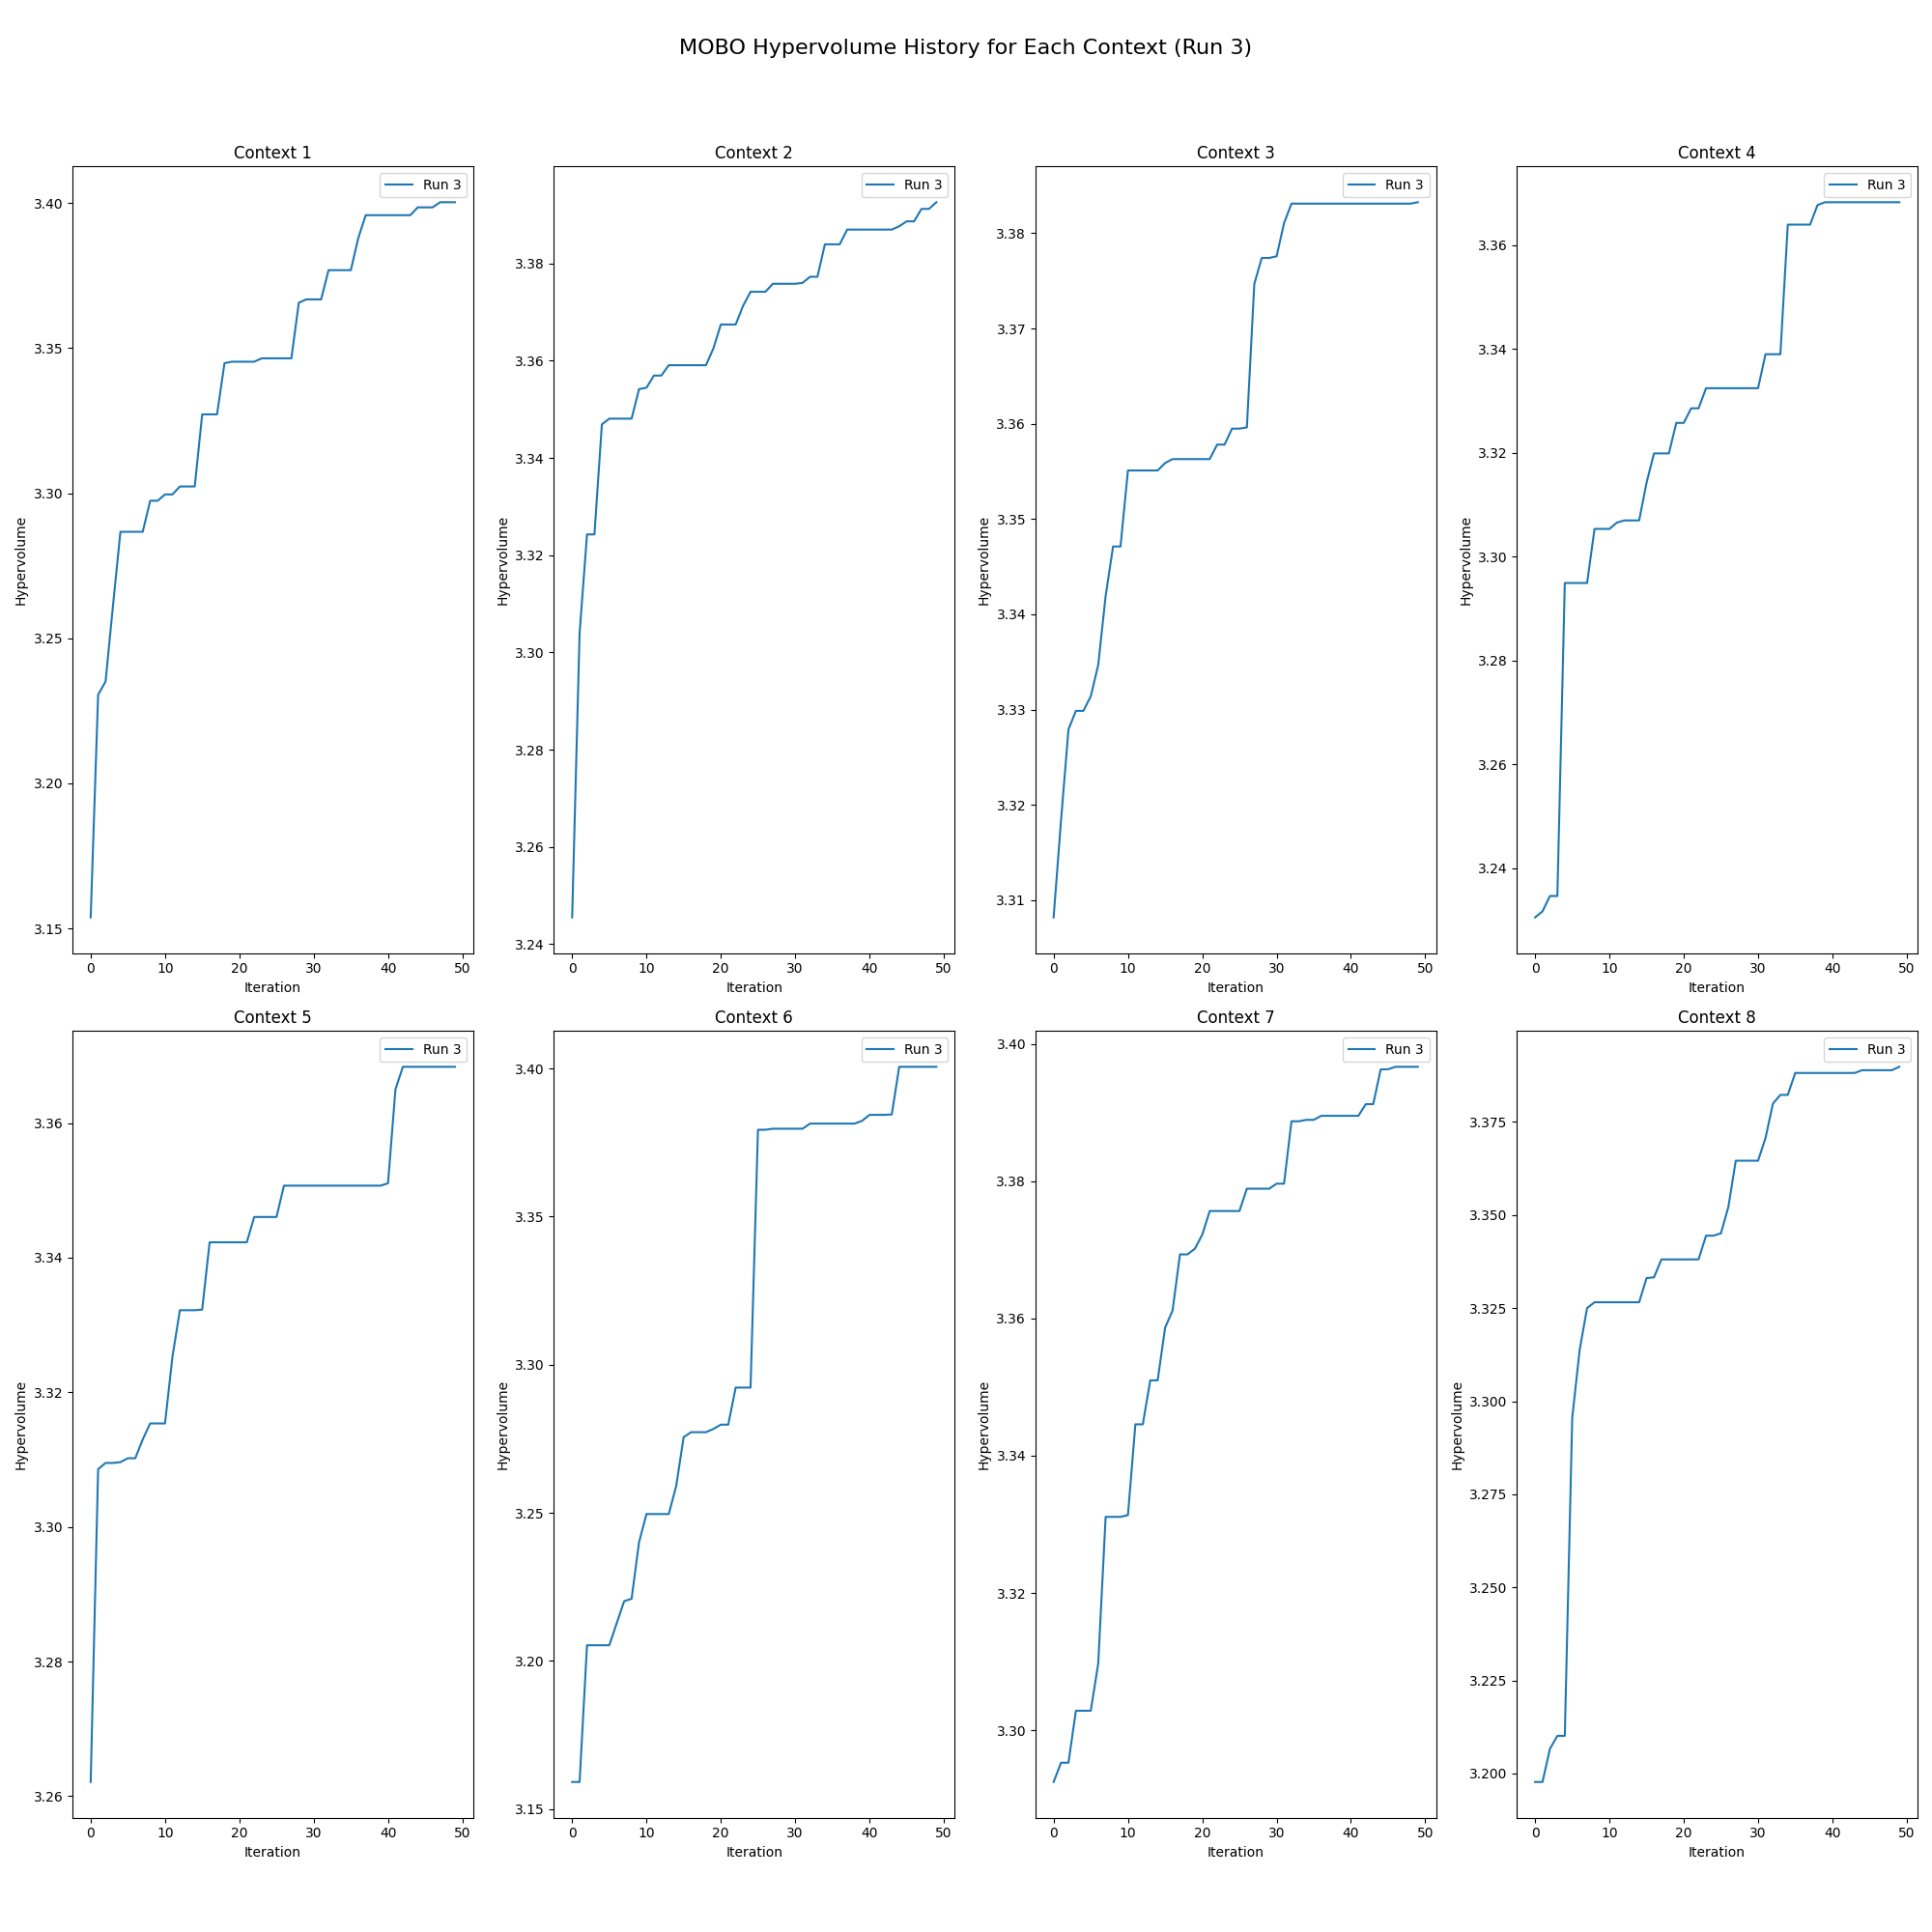 MOBO Hypervolume History for Each Context (Run 3)
Context 1
Run 3
3.40
3.35
3.30
3.25
3.20
3.15
Hypervolume
0 10 20 30 40 50
Iteration
Context 2
Run 3
3.38
3.36
3.34
3.32
3.30
3.28
3.26
3.24
Hypervolume
0 10 20 30 40 50
Iteration
Context 3
Run 3
3.38
3.37
3.36
3.35
3.34
3.33
3.32
3.31
Hypervolume
0 10 20 30 40 50
Iteration
Context 4
Run 3
3.36
3.34
3.32
3.30
3.28
3.26
3.24
Hypervolume
0 10 20 30 40 50
Iteration
Context 5
Run 3
3.36
3.34
3.32
3.30
3.28
3.26
Hypervolume
0 10 20 30 40 50
Iteration
Context 6
Run 3
3.40
3.35
3.30
3.25
3.20
3.15
Hypervolume
0 10 20 30 40 50
Iteration
Context 7
Run 3
3.40
3.38
3.36
3.34
3.32
3.30
Hypervolume
0 10 20 30 40 50
Iteration
Context 8
Run 3
3.375
3.350
3.325
3.300
3.275
3.250
3.225
3.200
Hypervolume
0 10 20 30 40 50
Iteration